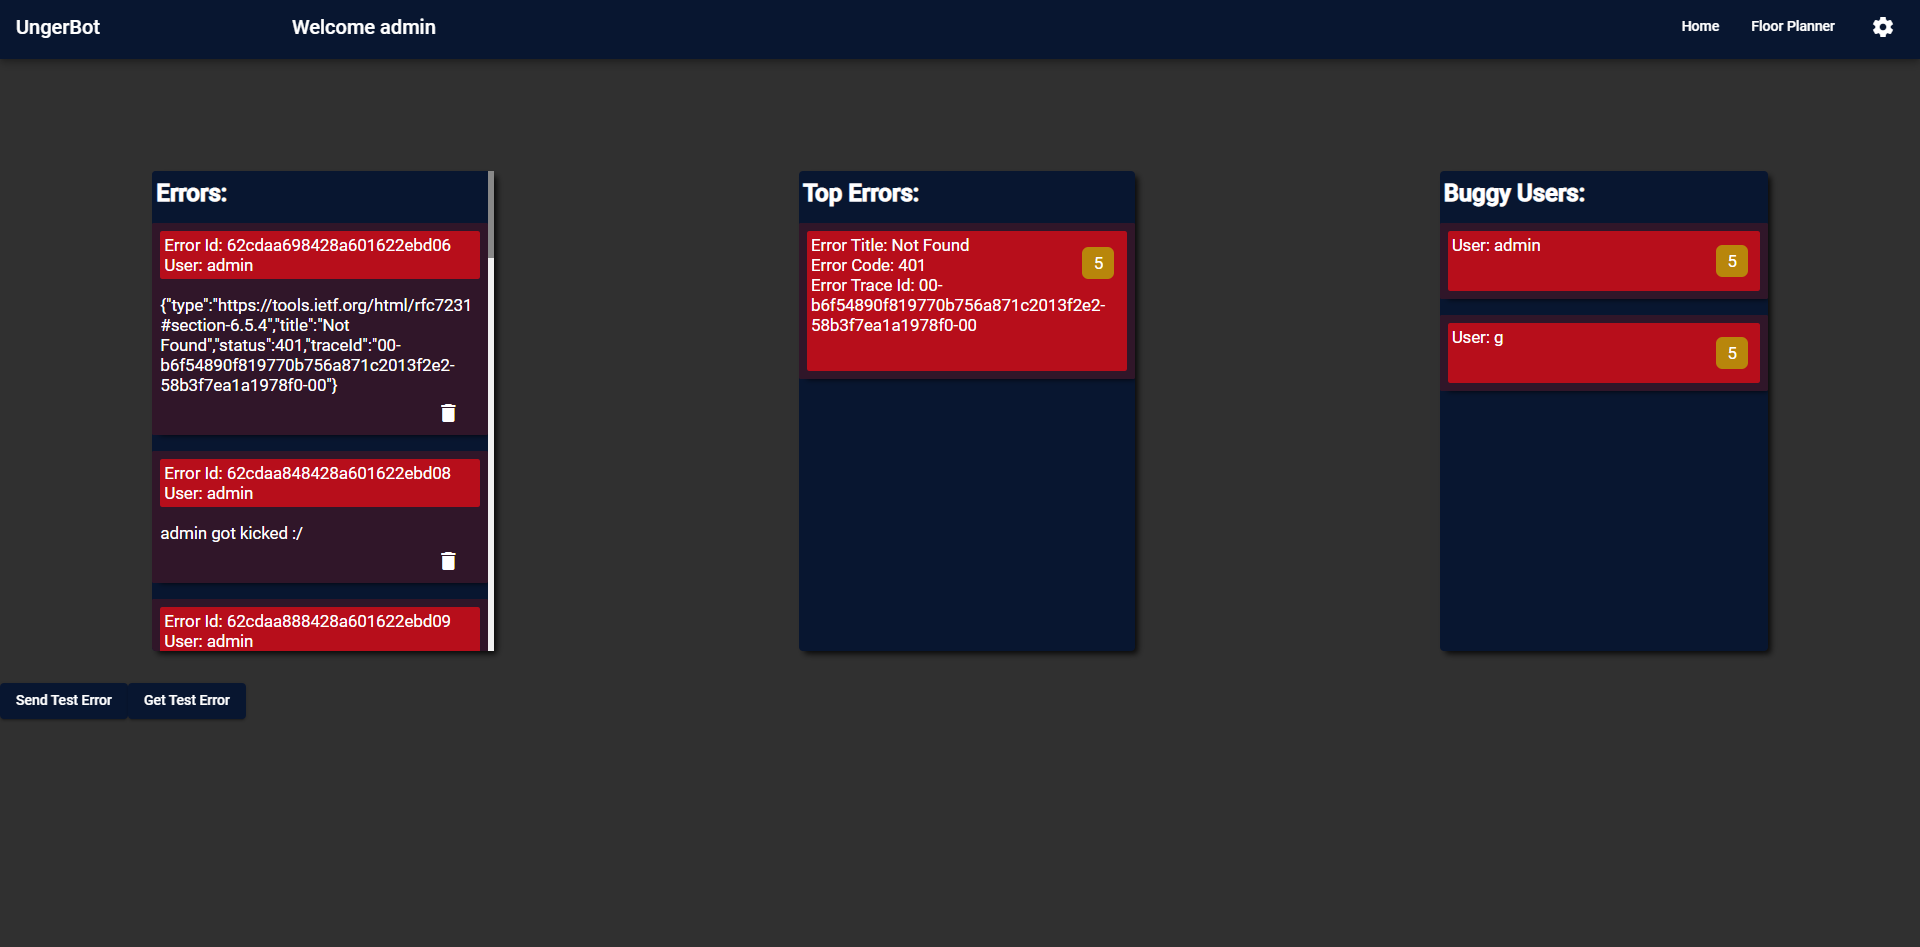 UngerBot
Welcome admin
Home
Floor Planner
Errors:
Error Id: 62cdaa698428a601622ebd06
User: admin
{"type":"https://tools.ietf.org/html/rfc7231
#section-6.5.4","title":"Not
Found","status":401,"traceId":"00-
b6f54890f819770b756a871c2013f2e2-
58b3f7ea1a1978f0-00"}
Error Id: 62cdaa848428a601622ebd08
User: admin
admin got kicked :/
Error Id: 62cdaa888428a601622ebd09
User: admin
Top Errors:
Error Title: Not Found
Error Code: 401
Error Trace Id: 00-
b6f54890f819770b756a871c2013f2e2-
58b3f7ea1a1978f0-00
5
Buggy Users:
User: admin
5
User: g
5
Send Test Error
Get Test Error